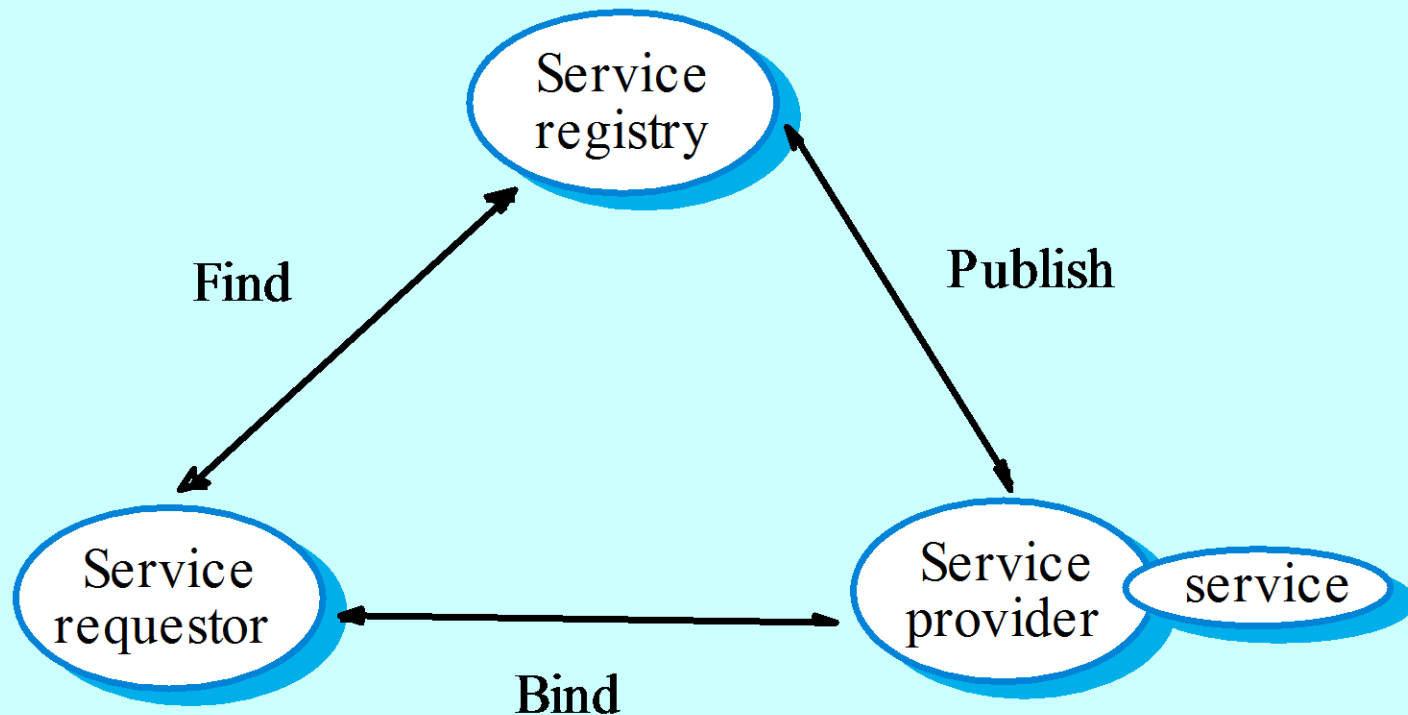 Service
registry
Find
Publish
Service
requestor
Service
provider
service
Bind